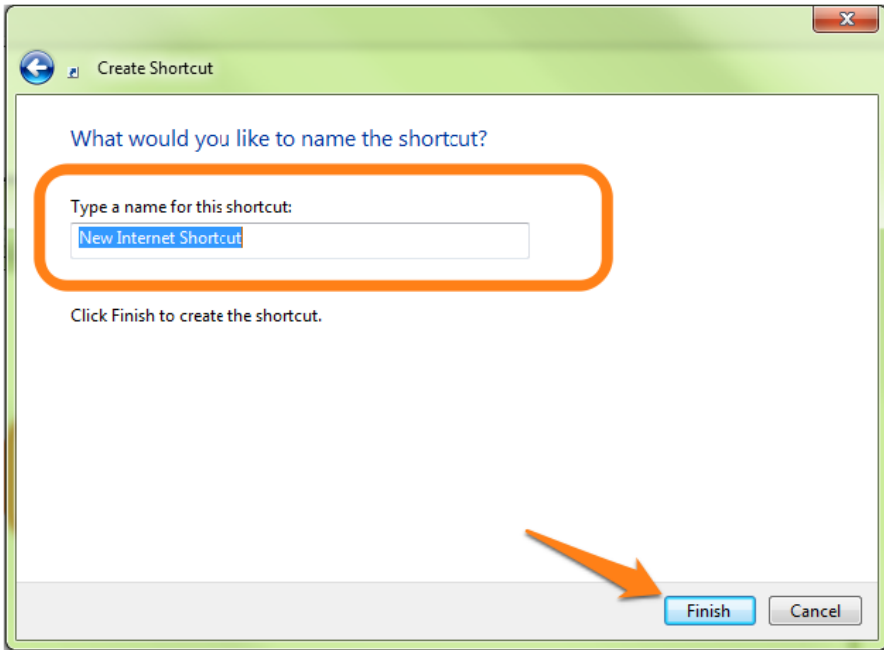 Create Shortcut
What would you like to name the shortcut?
Type a name for this shortcut:
New Internet Shortcut
Click Finish to create the shortcut.
Finish Cancel